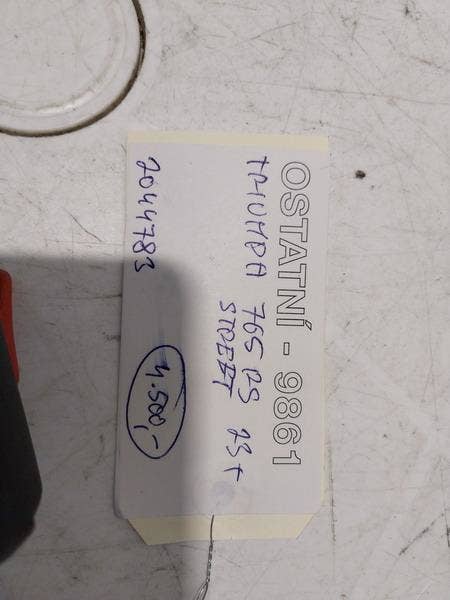 OSTATNÍ - 9861
TRIUMPH 765 RS 23+
STREET
2044783
4.500,-